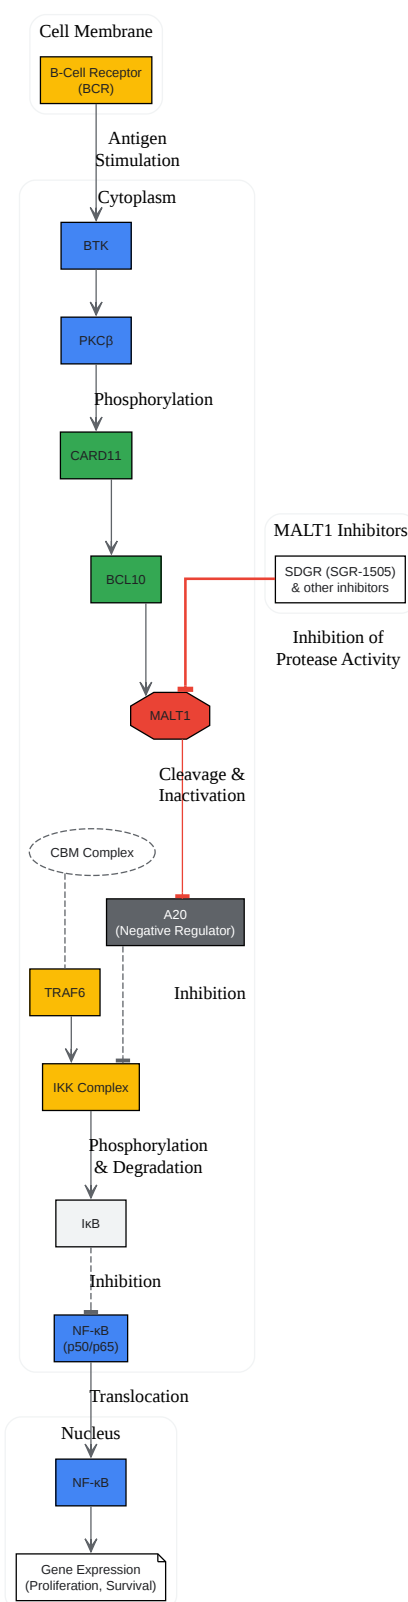 Cell Membrane
B-Cell Receptor
(BCR)
Antigen
Stimulation
Cytoplasm
BTK
PKCβ
Phosphorylation
CARD11
BCL10
MALT1 Inhibitors
SDGR (SGR-1505)
& other inhibitors
Inhibition of
Protease Activity
MALT1
Cleavage &
Inactivation
CBM Complex
A20
(Negative Regulator)
TRAF6
Inhibition
IKK Complex
Phosphorylation
& Degradation
IκB
Inhibition
NF-κB
(p50/p65)
Translocation
Nucleus
NF-κB
Gene Expression
(Proliferation, Survival)